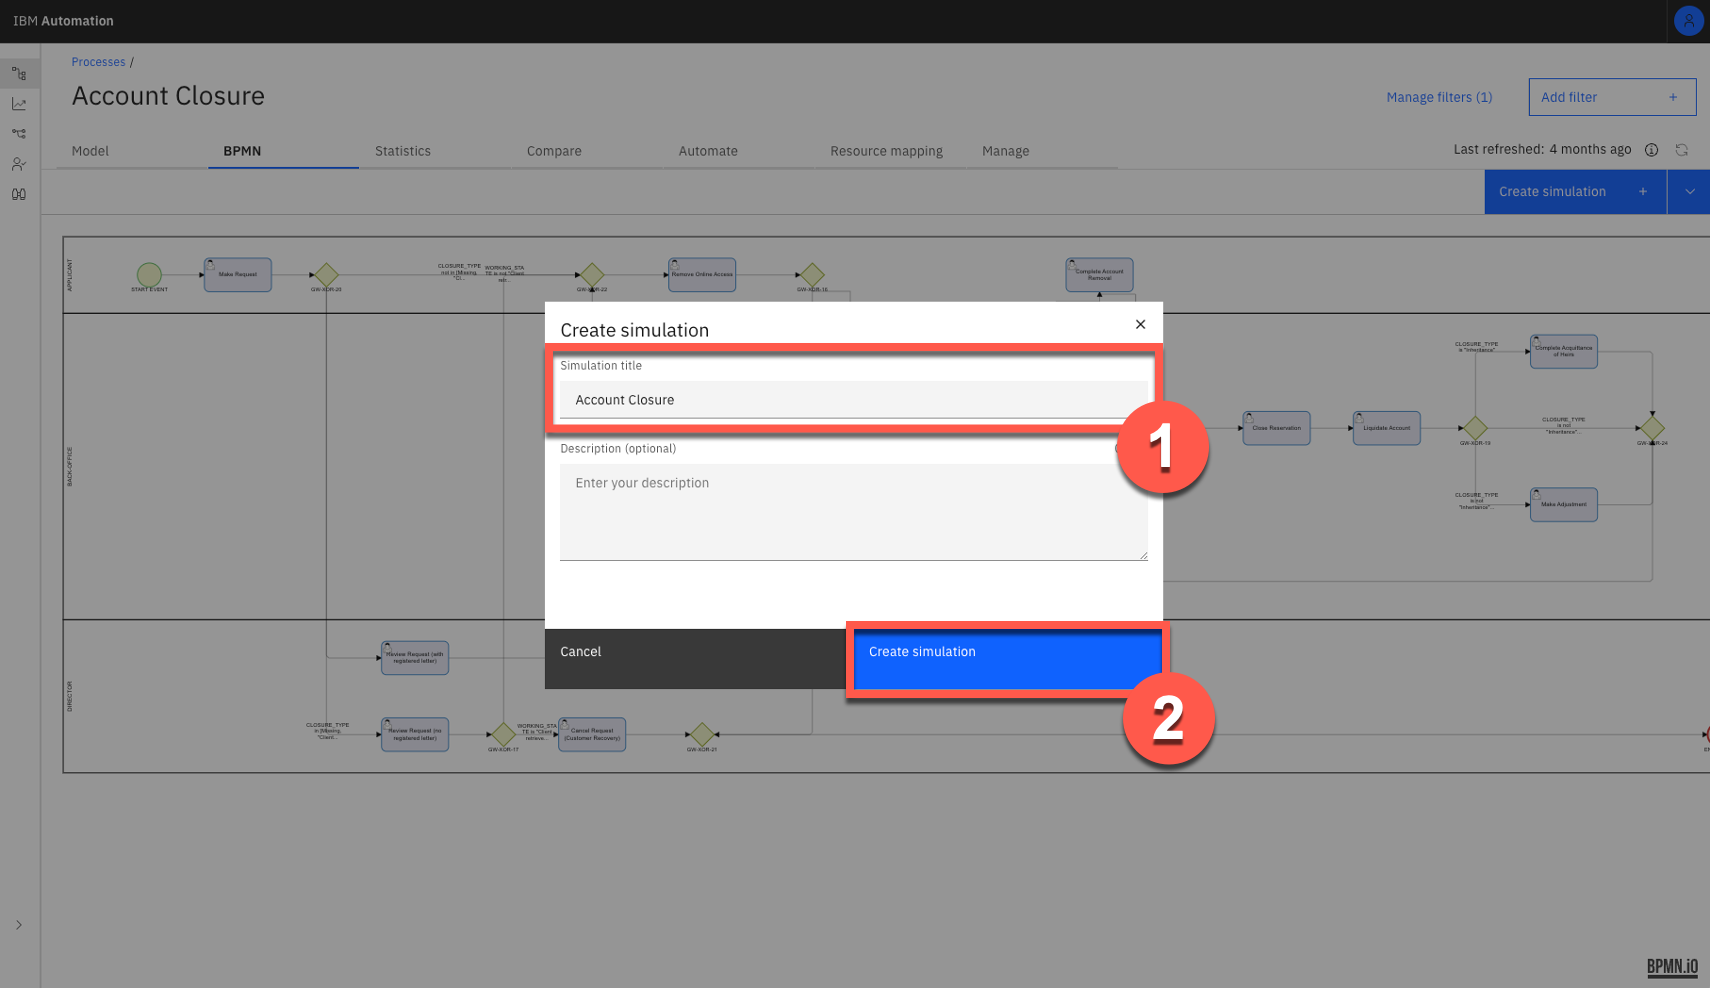 IBM Automation
Processes /
Account Closure
Manage filters (1)
Add filter +
Model
BPMN
Statistics
Compare
Automate
Resource mapping
Manage
Last refreshed: 4 months ago
Create simulation +
APPLICANT
START EVENT
Make Request
GW-XOR-20
CLOSURE_TYPE
not in [Missing,
"Cl...
WORKING_STA
TE is not "Client
retr...
GW-XOR-22
Remove Online Access
GW-XOR-18
Complete Account
Removal
Create simulation
Simulation title
Account Closure
1
Description (optional)
Enter your description
Cancel
Create simulation
2
BACK-OFFICE
CLOSURE_TYPE
is "Inheritance"...
Complete Acquittance
of Heirs
Close Reservation
Liquidate Account
GW-XOR-19
CLOSURE_TYPE
is not
"Inheritance"...
GW-XOR-24
CLOSURE_TYPE
is not
"Inheritance"...
Make Adjustment
DIRECTOR
Review Request (with
registered letter)
CLOSURE_TYPE
in [Missing,
"Client...
Review Request (no
registered letter)
GW-XOR-17
WORKING_STA
TE is "Client
retrieve...
Cancel Request
(Customer Recovery)
GW-XOR-21
BPMN.iO